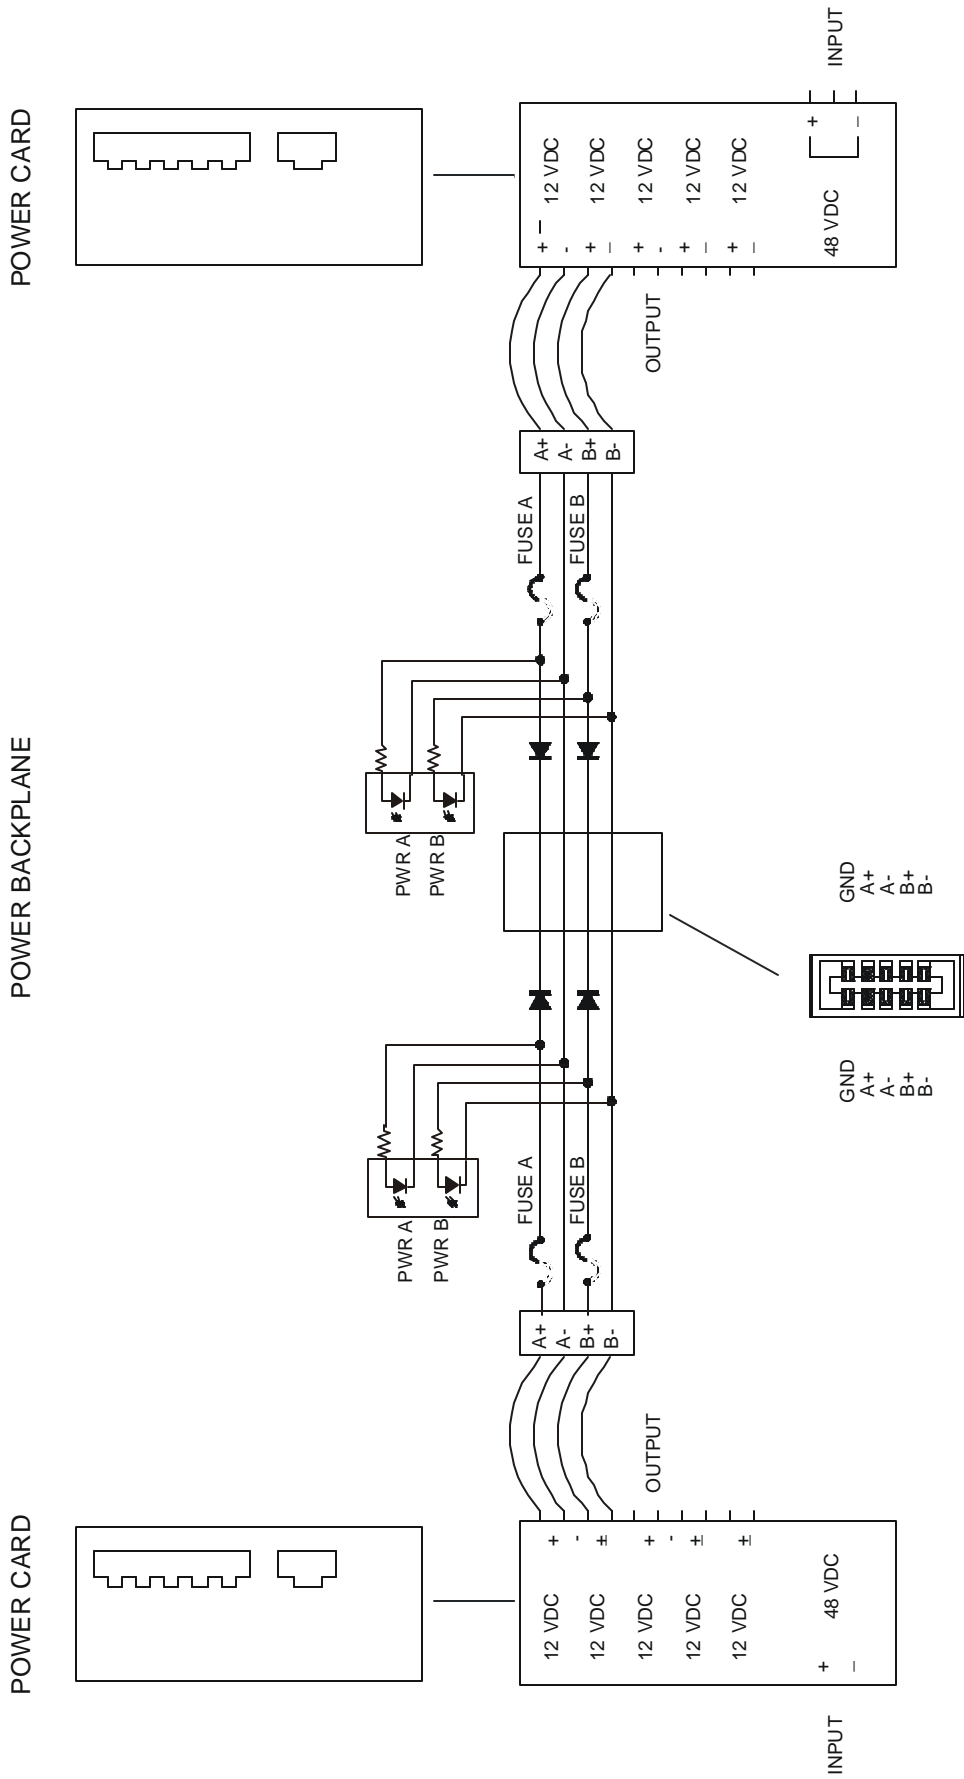 POWER CARD
POWER BACKPLANE
POWER CARD
INPUT
48 VDC
+
_
12 VDC
12 VDC
12 VDC
12 VDC
12 VDC
+
-
±
+
-
±
±
OUTPUT
A+
A-
B+
B-
FUSE A
FUSE B
PWR A
PWR B
PWR A
PWR B
GND
A+
A-
B+
B-
GND
A+
A-
B+
B-
FUSE A
FUSE B
A+
A-
B+
B-
OUTPUT
+
-
+
_
+
-
+
_
+
_
12 VDC
12 VDC
12 VDC
12 VDC
12 VDC
48 VDC
+
_
INPUT